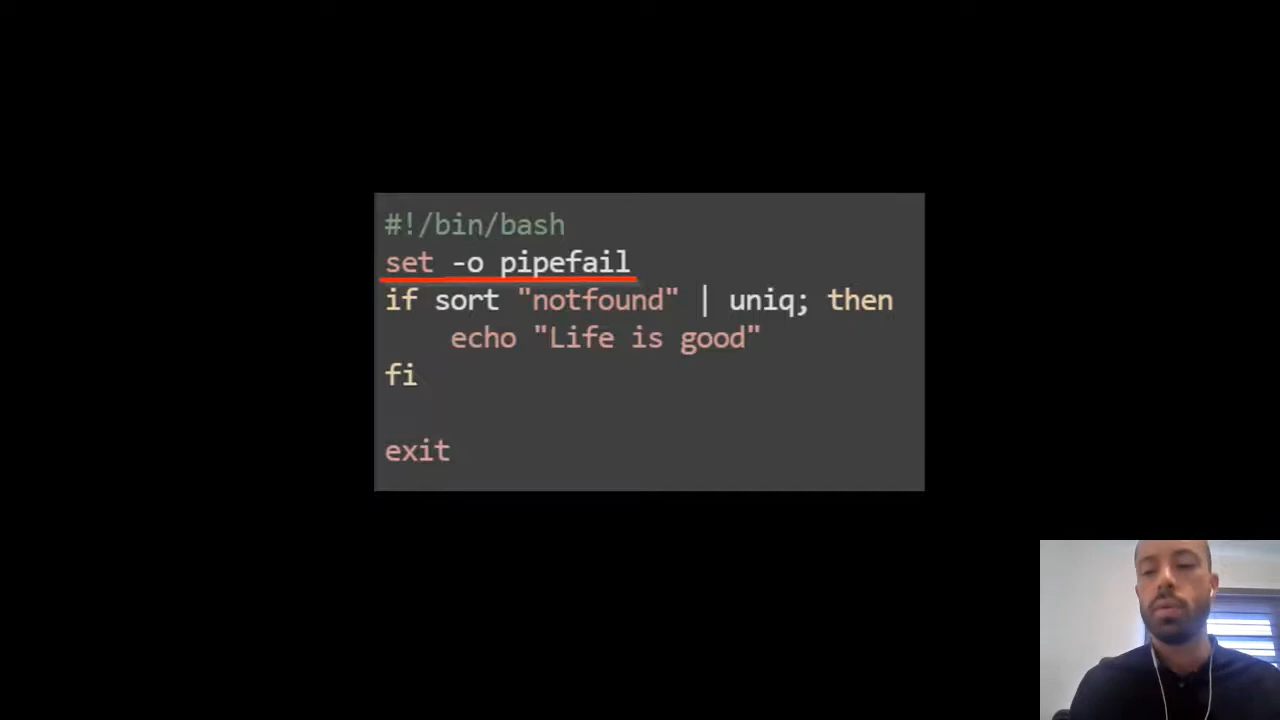 #!/bin/bash
set -o pipefail
if sort "notfound" | uniq; then
    echo "Life is good"
fi
exit